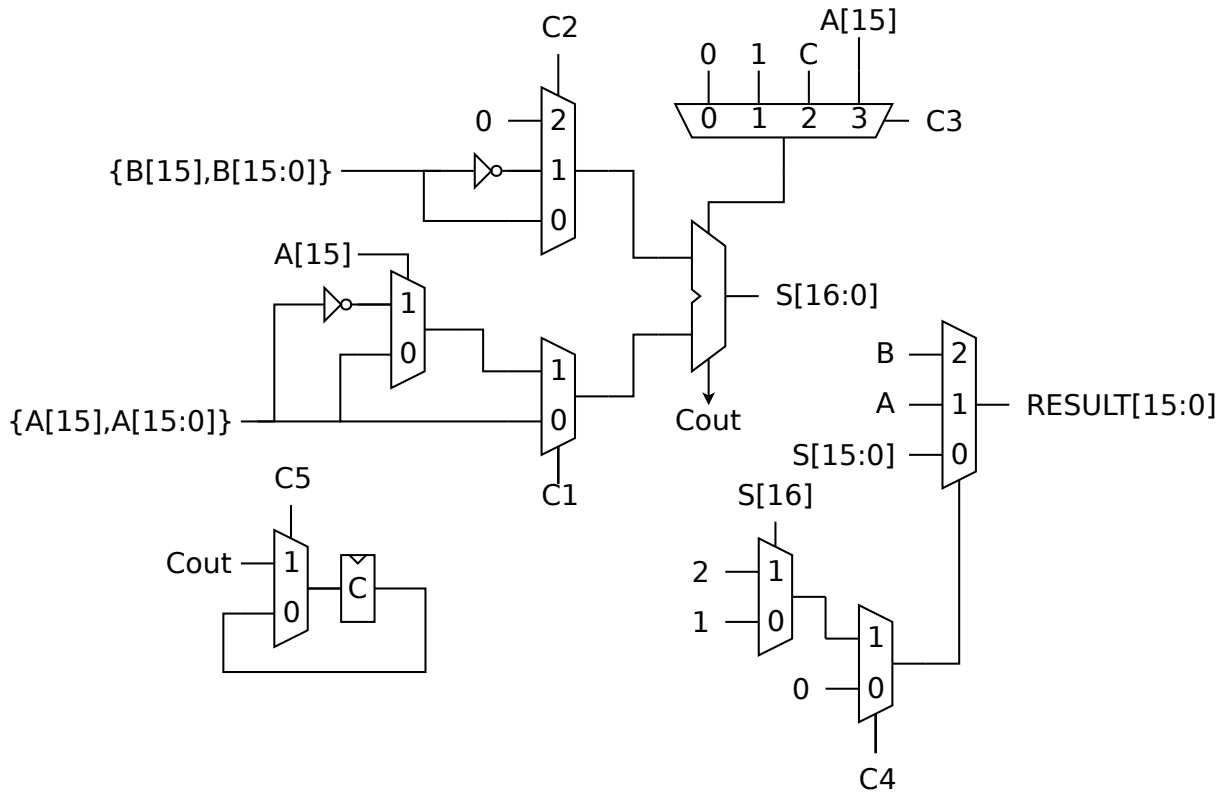 C2
A[15]
0 1 C
0 1 2 3
C3
0
2
{B[15],B[15:0]}
1
0
A[15]
1
0
S[16:0]
1
0
{A[15],A[15:0]}
Cout
C1
B
2
A
1
RESULT[15:0]
S[15:0]
0
C5
Cout
1
0
C
S[16]
2
1
1
0
1
0
0
C4